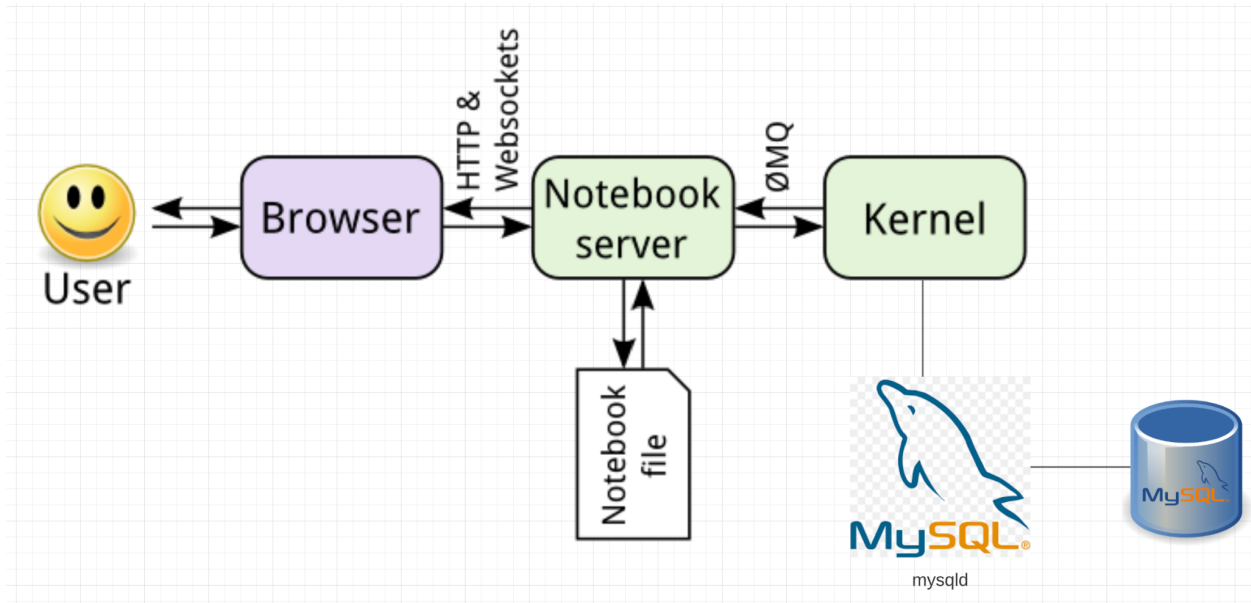 HTTP &
Websockets
ØMQ
Browser
Notebook
server
Kernel
User
Notebook
file
MySQL®
mysqld
MySQL